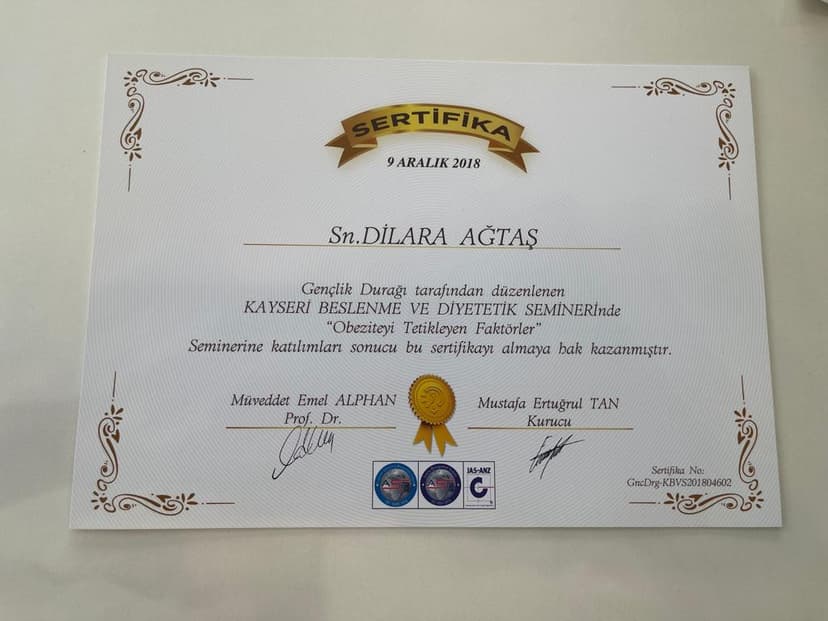 SERTİFİKA
9 ARALIK 2018
Sn.DİLARA AĞTAŞ
Gençlik Durağı tarafından düzenlenen
KAYSERİ BESLENME VE DİYETETİK SEMİNERİnde
“Obeziteyi Tetikleyen Faktörler”
Seminerine katılımları sonucu bu sertifikayı almaya hak kazanmıştır.
Müveddet Emel ALPHAN
Prof. Dr.
Mustafa Ertuğrul TAN
Kurucu
JAS-ANZ
Sertifika No:
GncDrg-KBVS201804602